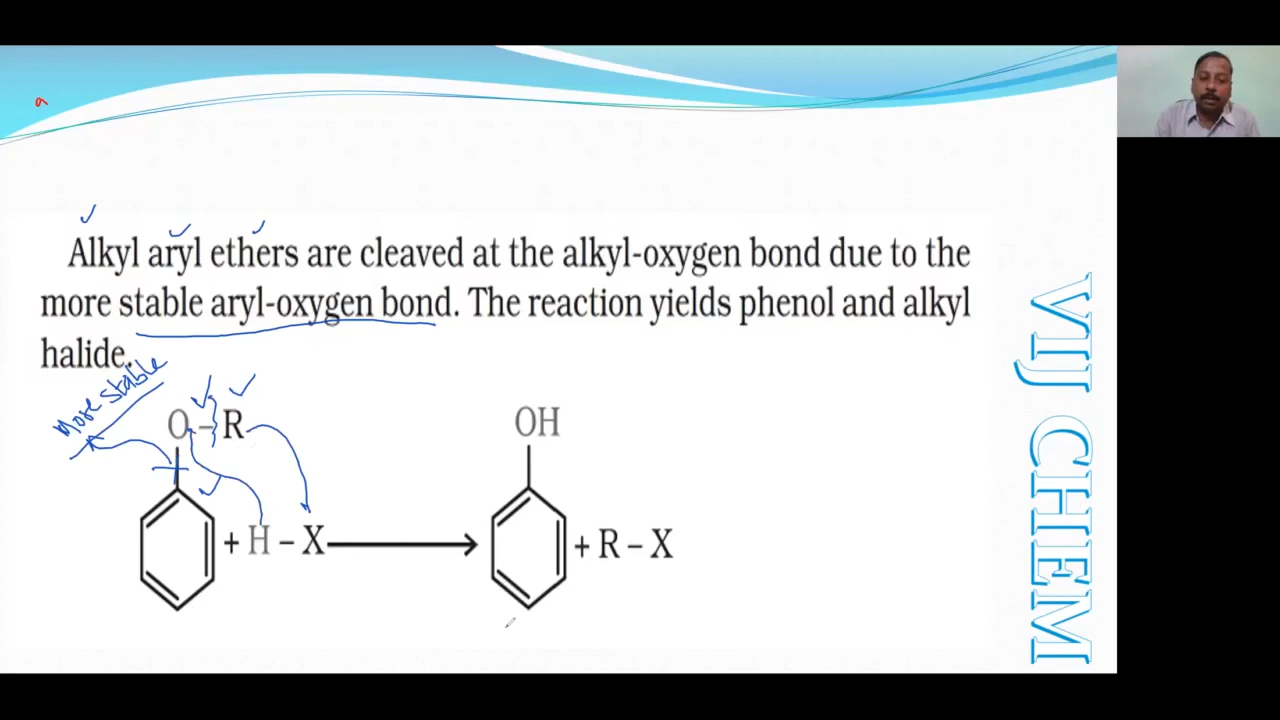 a
Alkyl aryl ethers are cleaved at the alkyl-oxygen bond due to the
more stable aryl-oxygen bond. The reaction yields phenol and alkyl
halide.
More stable
O – R
+ H – X
OH
+ R – X
VIJ CHEM